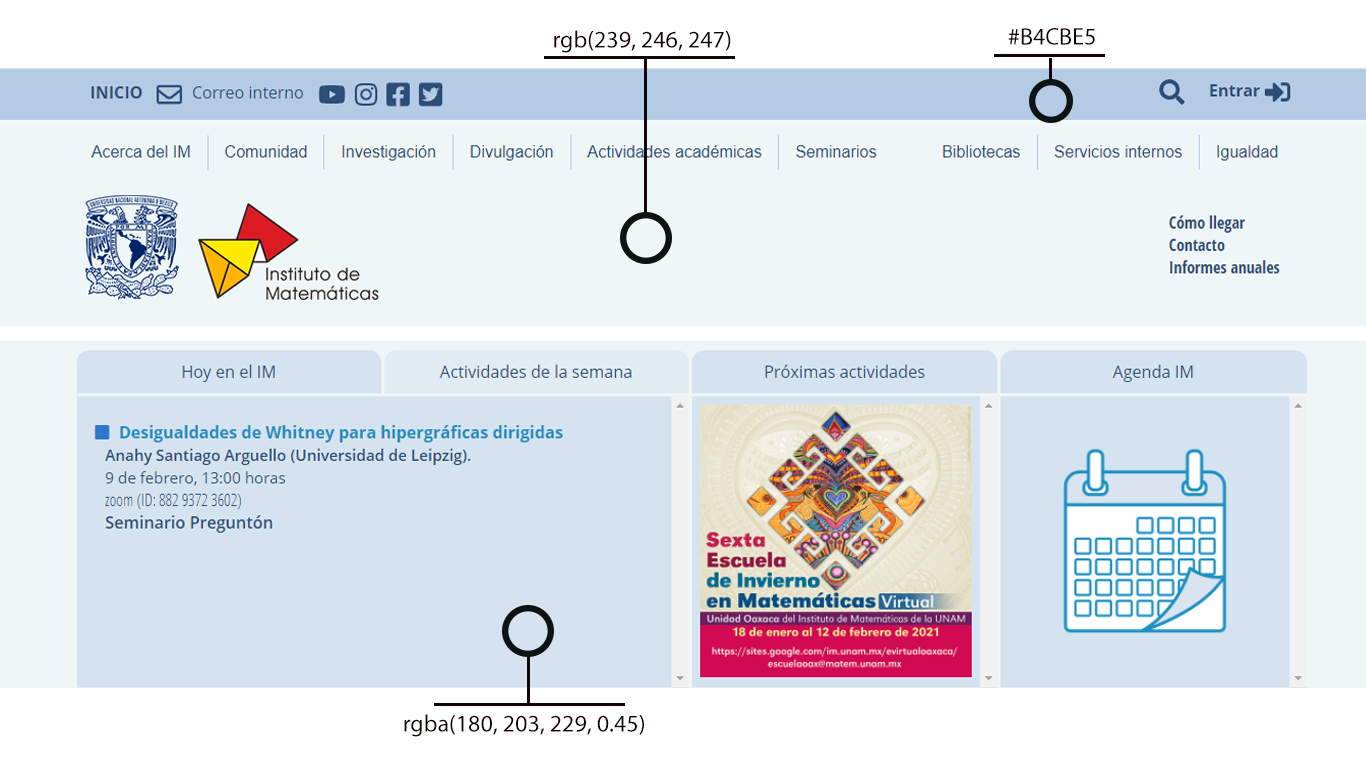 rgb(239, 246, 247)
#B4CBE5
INICIO Correo interno Entrar
Acerca del IM Comunidad Investigación Divulgación Actividades académicas Seminarios Bibliotecas Servicios internos Igualdad
Cómo llegar
Contacto
Informes anuales
Instituto de
Matemáticas
Hoy en el IM Actividades de la semana Próximas actividades Agenda IM
Desigualdades de Whitney para hipergráficas dirigidas
Anahy Santiago Arguello (Universidad de Leipzig).
9 de febrero, 13:00 horas
zoom (ID: 882 9372 3602)
Seminario Preguntón
Sexta
Escuela
de Invierno
en Matemáticas Virtual
Unidad Oaxaca del Instituto de Matemáticas de la UNAM
18 de enero al 12 de febrero de 2021
https://sites.google.com/im.unam.mx/evirtualoaxaca/
escuelaoax@matem.unam.mx
rgba(180, 203, 229, 0.45)